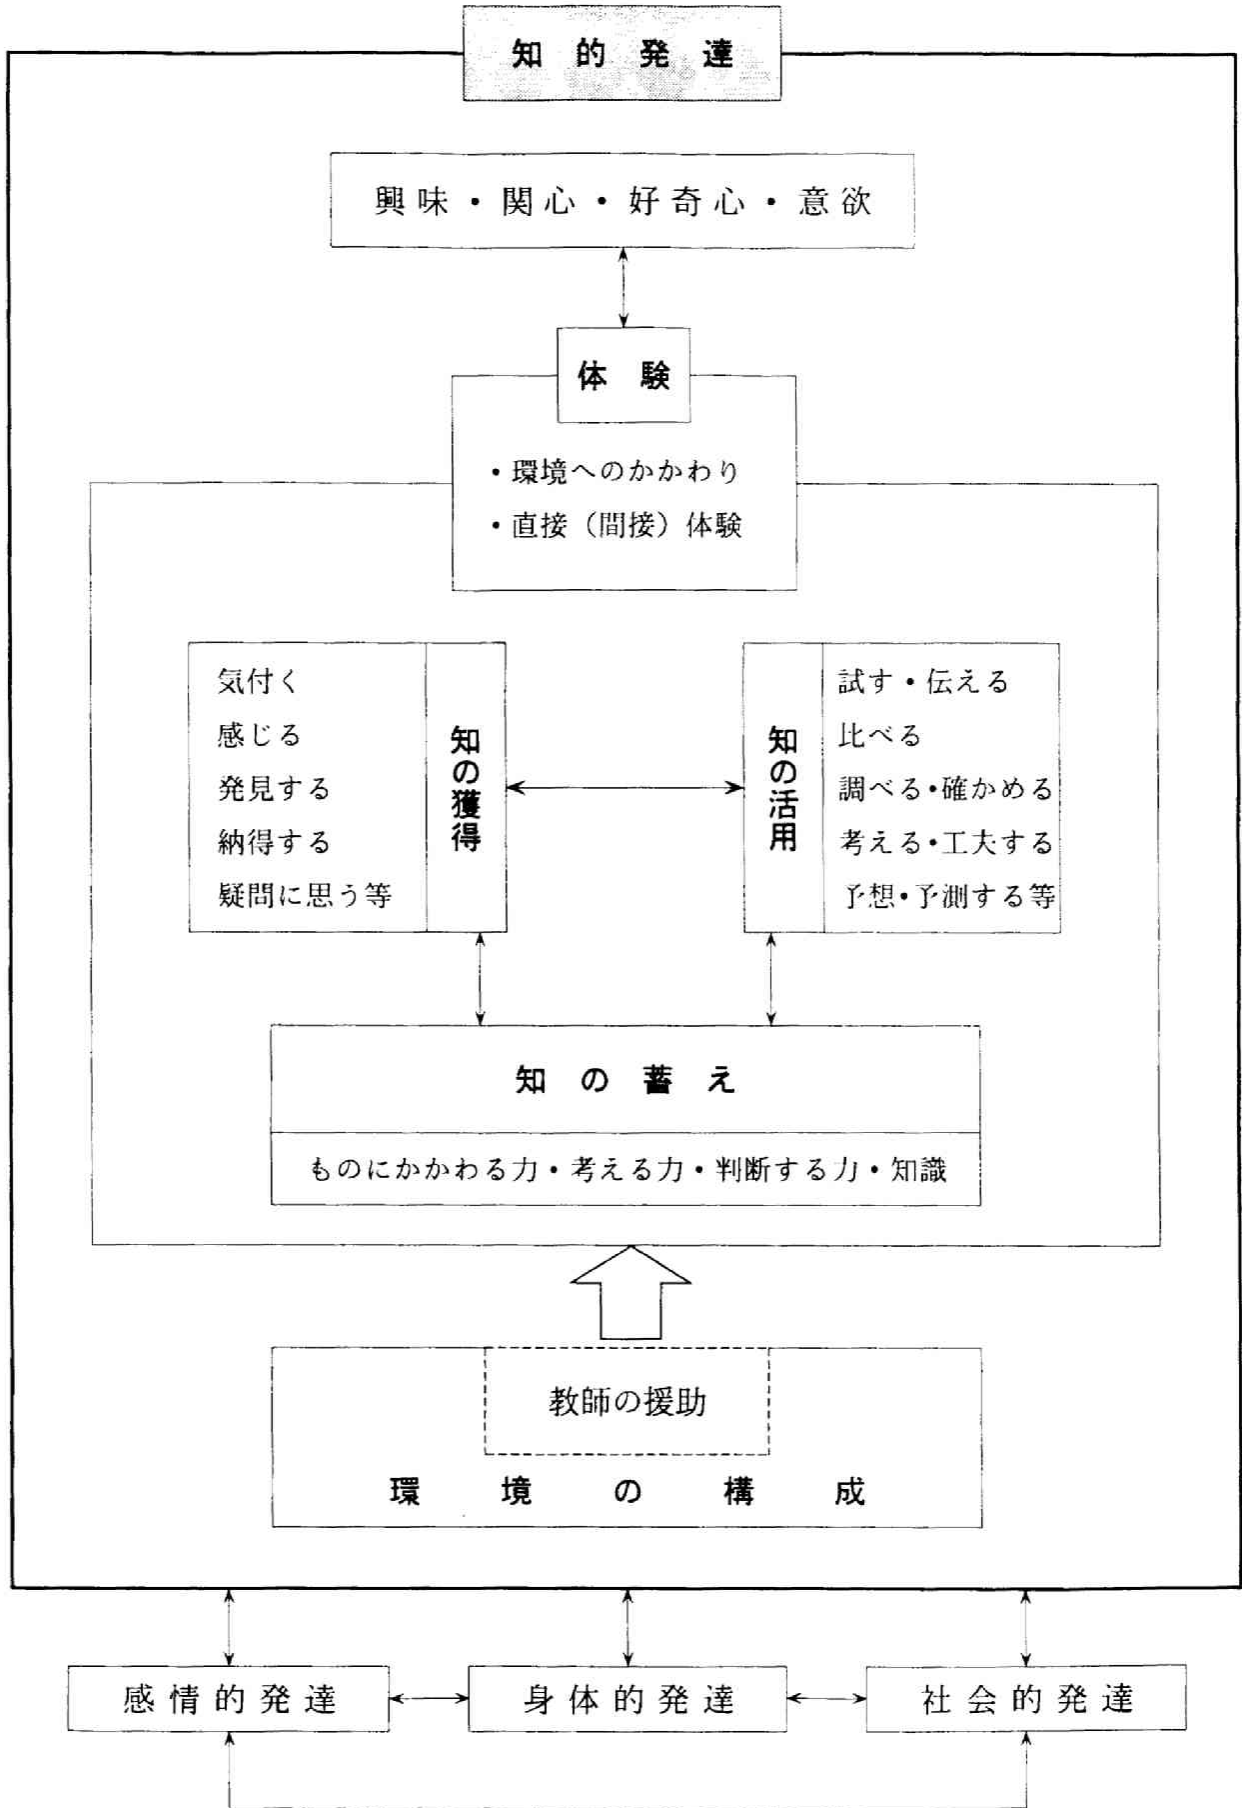 知的発達
興味・関心・好奇心・意欲
体験
・環境へのかかわり
・直接（間接）体験
気付く
感じる
発見する
納得する
疑問に思う等
知の獲得
知の活用
試す・伝える
比べる
調べる・確かめる
考える・工夫する
予想・予測する等
知の蓄え
ものにかかわる力・考える力・判断する力・知識
教師の援助
環境の構成
感情的発達
身体的発達
社会的発達